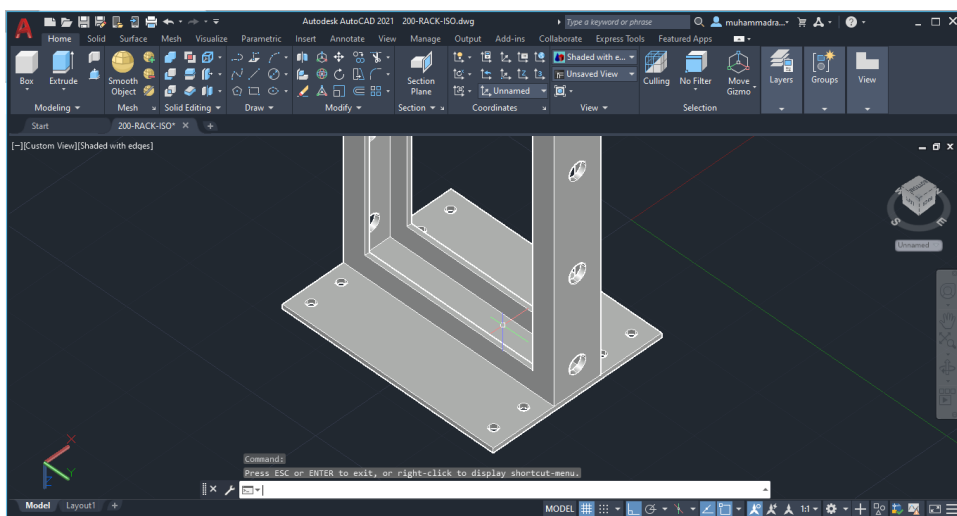 Autodesk AutoCAD 2021 200-RACK-ISO.dwg
Type a keyword or phrase
muhammadra...
Home Solid Surface Mesh Visualize Parametric Insert Annotate View Manage Output Add-ins Collaborate Express Tools Featured Apps
Box Extrude Smooth Object
Section Plane
Unnamed
Shaded with e...
Unsaved View
Culling No Filter Move Gizmo Layers Groups View
Modeling Mesh Solid Editing Draw Modify Section Coordinates View Selection
Start 200-RACK-ISO*
[−][Custom View][Shaded with edges]
S
Unnamed
X
Y
Z
Command:
Press ESC or ENTER to exit, or right-click to display shortcut-menu.
Model Layout1
MODEL 1:1